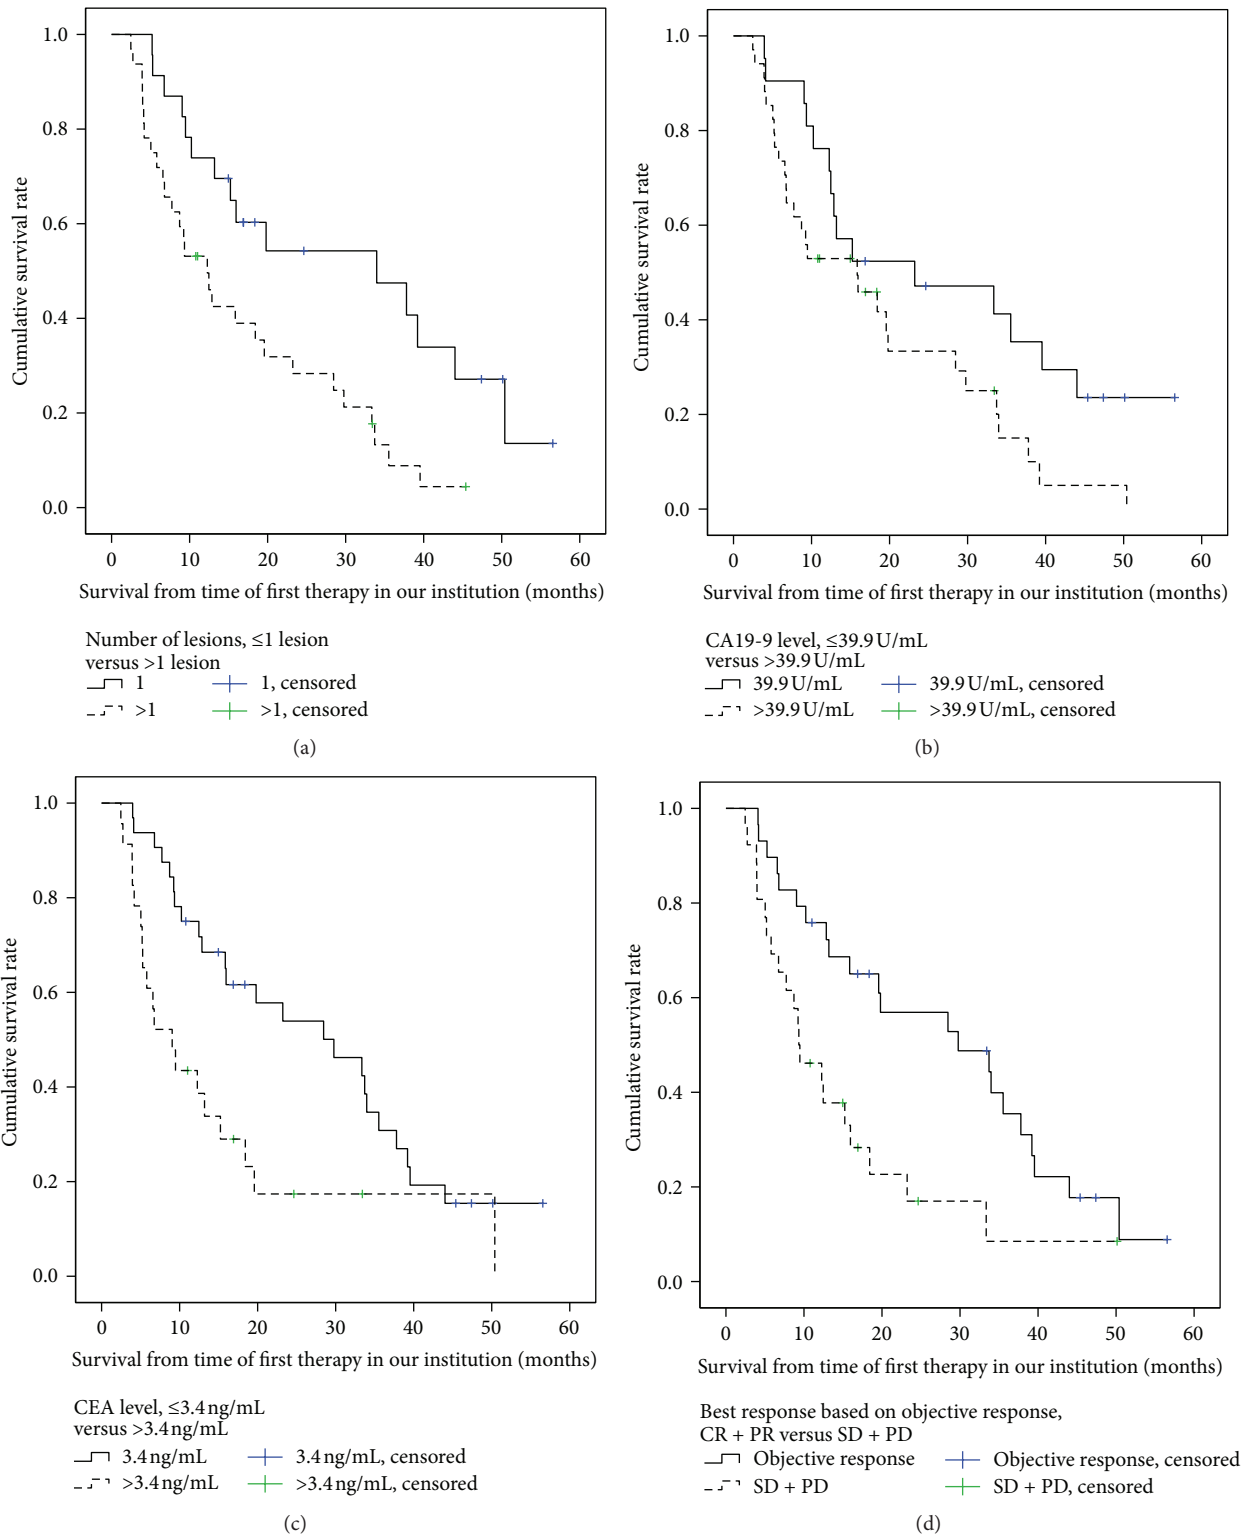 1.0
0.8
0.6
0.4
0.2
0.0
Cumulative survival rate
0 10 20 30 40 50 60
Survival from time of first therapy in our institution (months)
Number of lesions, ≤1 lesion
versus >1 lesion
1 1, censored
>1 >1, censored
(a)
1.0
0.8
0.6
0.4
0.2
0.0
Cumulative survival rate
0 10 20 30 40 50 60
Survival from time of first therapy in our institution (months)
CA19-9 level, ≤39.9 U/mL
versus >39.9 U/mL
39.9 U/mL 39.9 U/mL, censored
>39.9 U/mL >39.9 U/mL, censored
(b)
1.0
0.8
0.6
0.4
0.2
0.0
Cumulative survival rate
0 10 20 30 40 50 60
Survival from time of first therapy in our institution (months)
CEA level, ≤3.4 ng/mL
versus >3.4 ng/mL
3.4 ng/mL 3.4 ng/mL, censored
>3.4 ng/mL >3.4 ng/mL, censored
(c)
1.0
0.8
0.6
0.4
0.2
0.0
Cumulative survival rate
0 10 20 30 40 50 60
Survival from time of first therapy in our institution (months)
Best response based on objective response,
CR + PR versus SD + PD
Objective response Objective response, censored
SD + PD SD + PD, censored
(d)